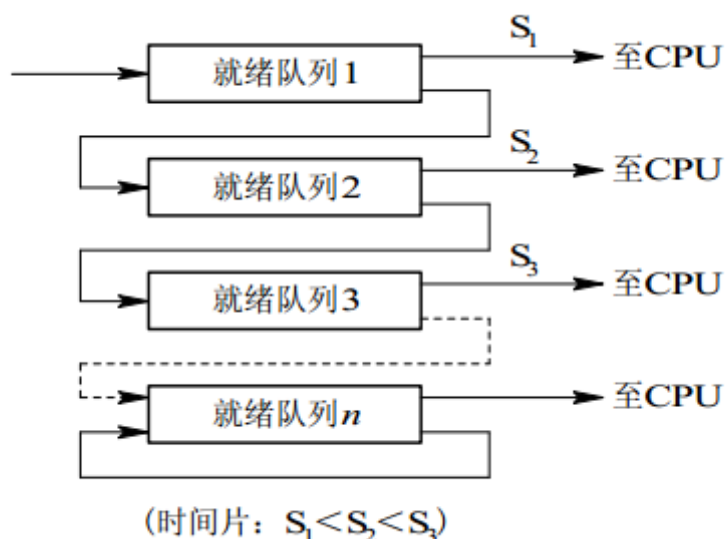 S₁
就绪队列1 至CPU
S₂
就绪队列2 至CPU
S₃
就绪队列3 至CPU
就绪队列n 至CPU
(时间片：S₁＜S₂＜S₃)